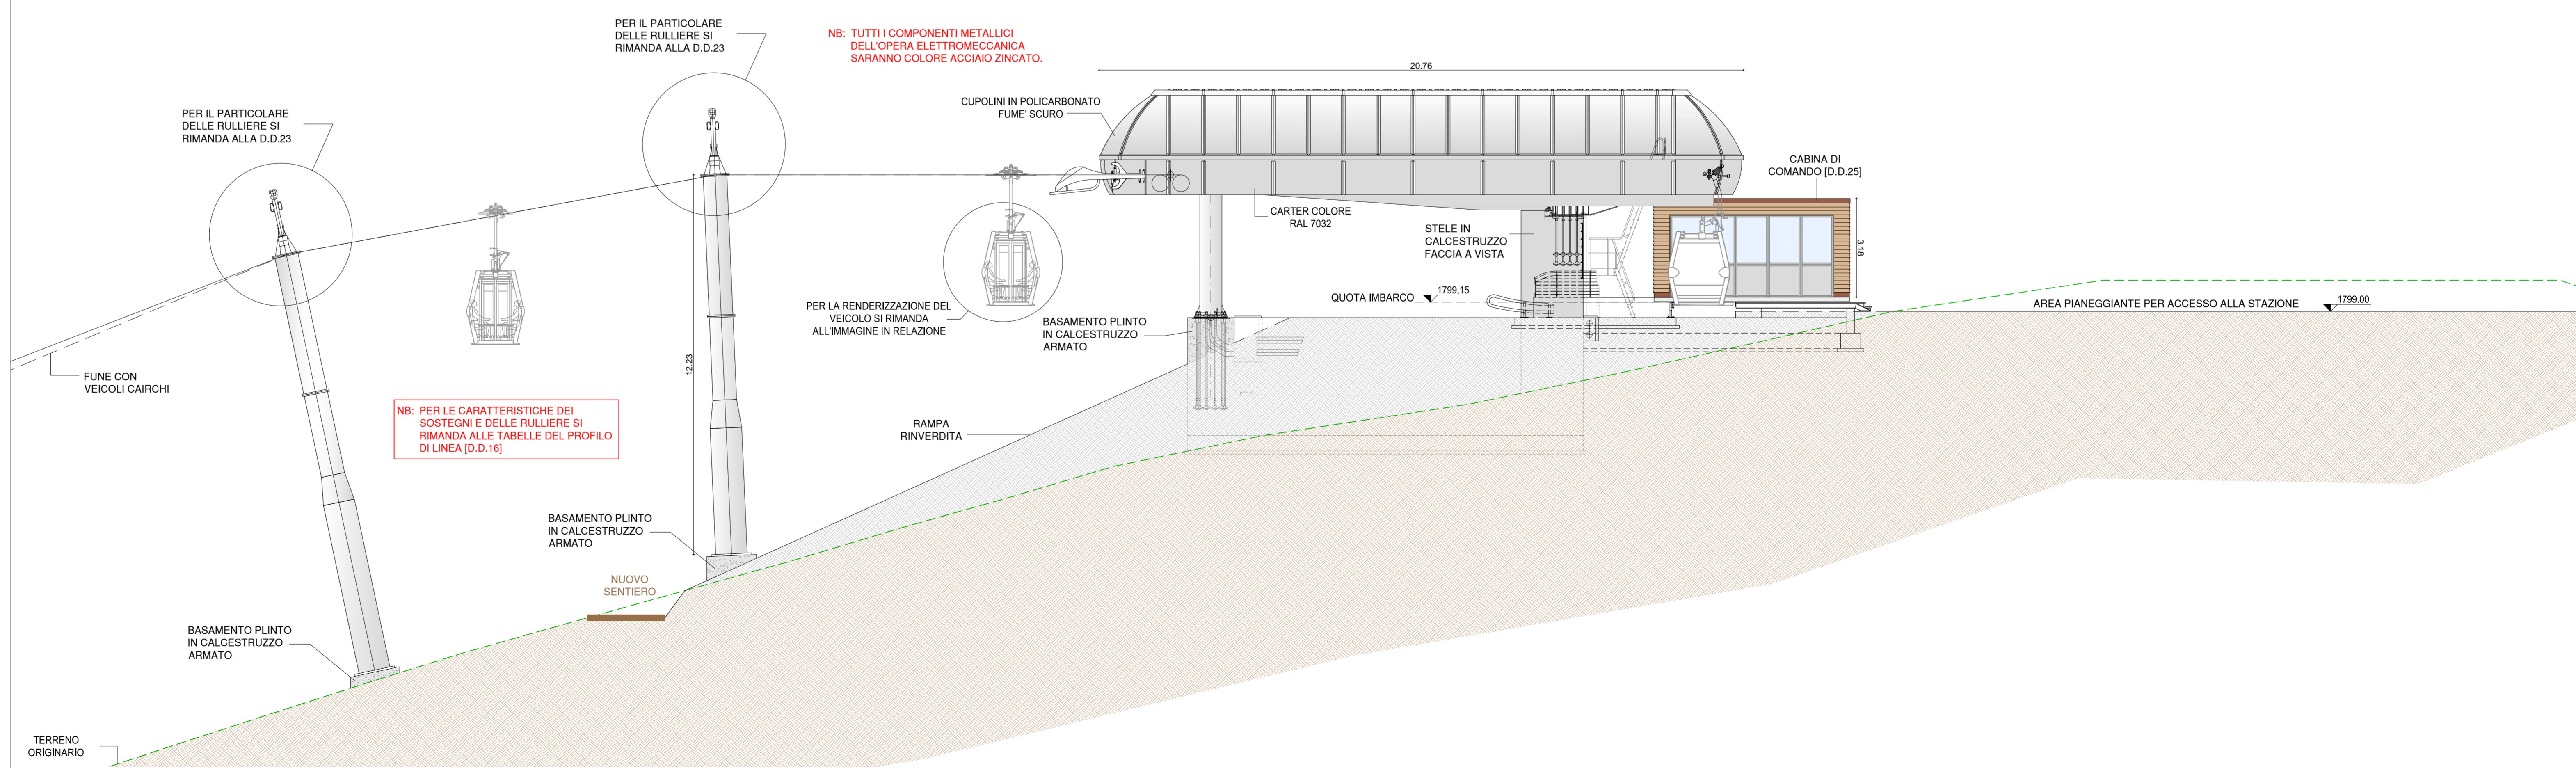 PER IL PARTICOLARE
DELLE RULLIERE SI
RIMANDA ALLA D.D.23
NB: TUTTI I COMPONENTI METALLICI
DELL'OPERA ELETTROMECCANICA
SARANNO COLORE ACCIAIO ZINCATO.
20.76
PER IL PARTICOLARE
DELLE RULLIERE SI
RIMANDA ALLA D.D.23
CUPOLINI IN POLICARBONATO
FUME' SCURO
CABINA DI
COMANDO [D.D.25]
CARTER COLORE
RAL 7032
STELE IN
CALCESTRUZZO
FACCIA A VISTA
3.18
QUOTA IMBARCO
1799.15
AREA PIANEGGIANTE PER ACCESSO ALLA STAZIONE
1799.00
PER LA RENDERIZZAZIONE DEL
VEICOLO SI RIMANDA
ALL'IMMAGINE IN RELAZIONE
BASAMENTO PLINTO
IN CALCESTRUZZO
ARMATO
12.23
FUNE CON
VEICOLI CAIRCHI
NB: PER LE CARATTERISTICHE DEI
SOSTEGNI E DELLE RULLIERE SI
RIMANDA ALLE TABELLE DEL PROFILO
DI LINEA [D.D.16]
RAMPA
RINVERDITA
BASAMENTO PLINTO
IN CALCESTRUZZO
ARMATO
NUOVO
SENTIERO
BASAMENTO PLINTO
IN CALCESTRUZZO
ARMATO
TERRENO
ORIGINARIO